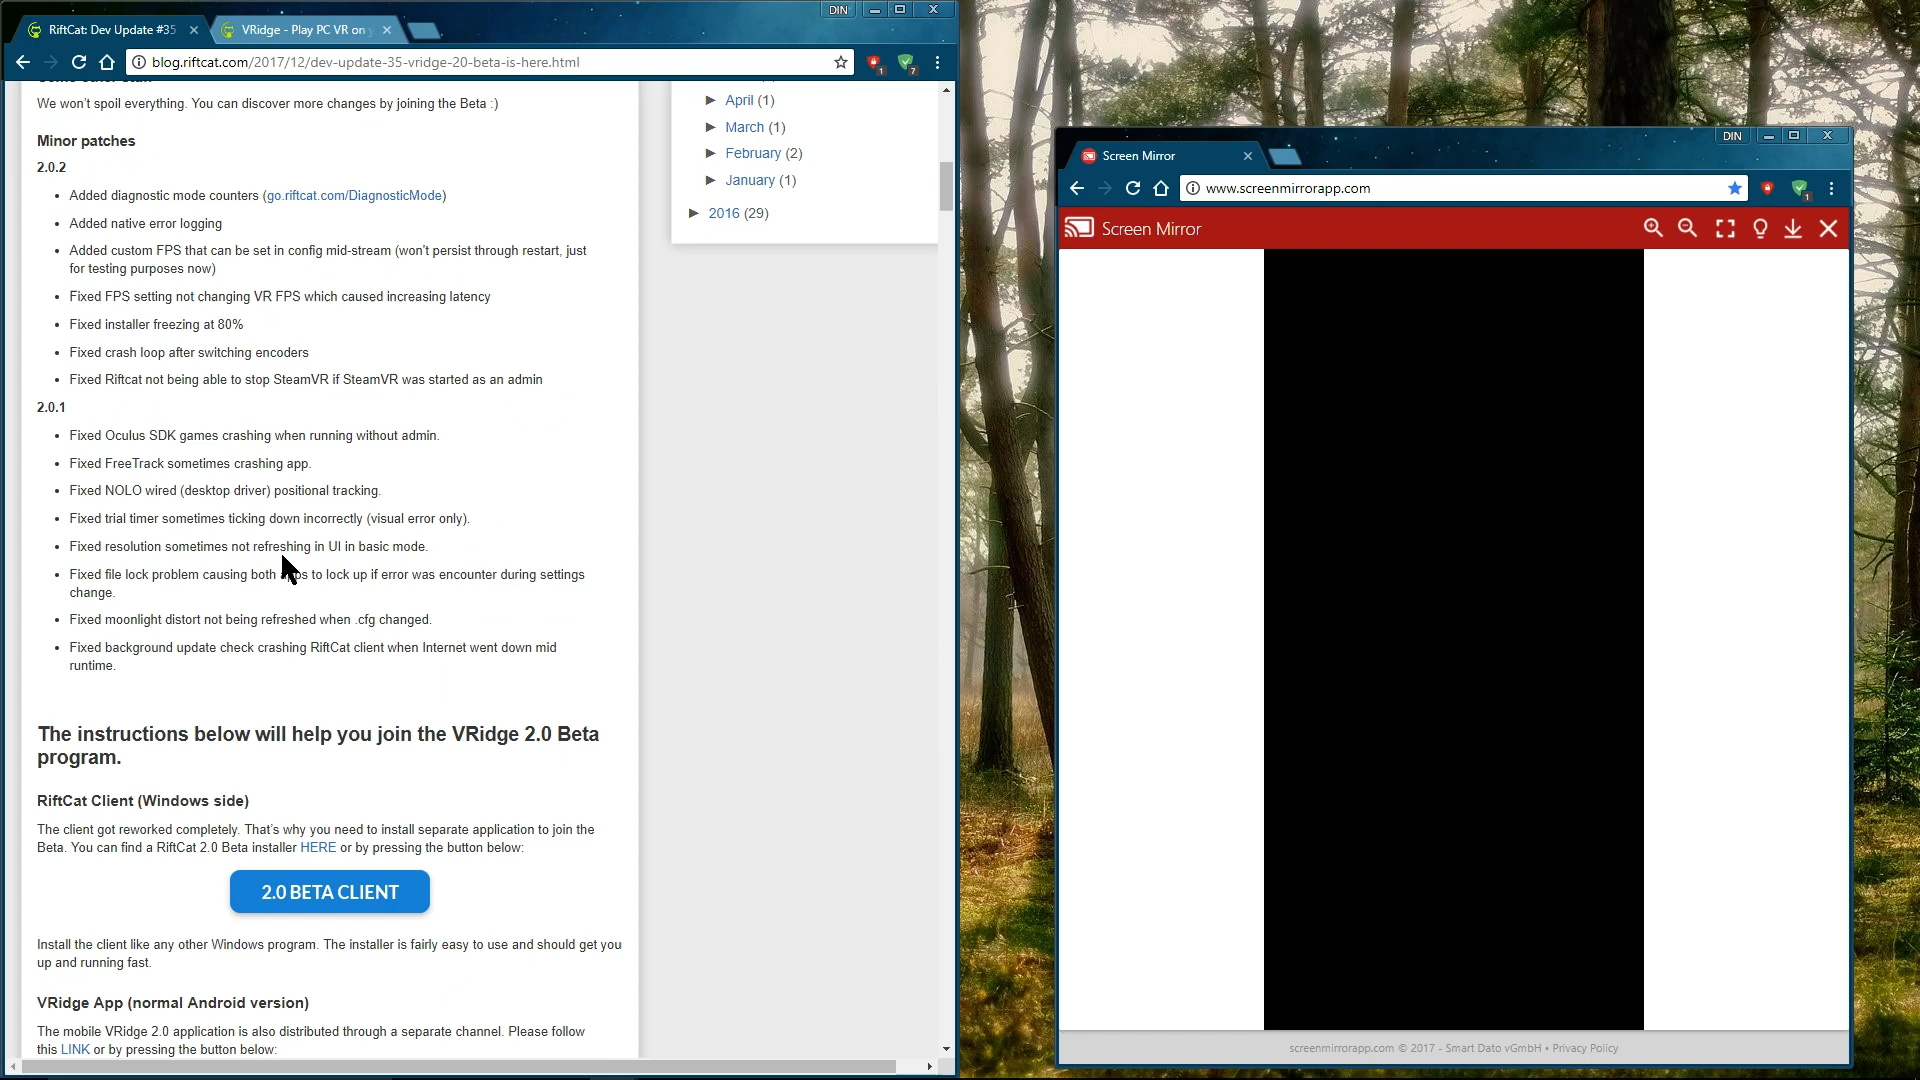 DIN
RiftCat: Dev Update #35
VRidge - Play PC VR on
blog.riftcat.com/2017/12/dev-update-35-vridge-20-beta-is-here.html
1
7
We won't spoil everything. You can discover more changes by joining the Beta :)
Minor patches
2.0.2
• Added diagnostic mode counters (go.riftcat.com/DiagnosticMode)
• Added native error logging
• Added custom FPS that can be set in config mid-stream (won't persist through restart, just
for testing purposes now)
• Fixed FPS setting not changing VR FPS which caused increasing latency
• Fixed installer freezing at 80%
• Fixed crash loop after switching encoders
• Fixed Riftcat not being able to stop SteamVR if SteamVR was started as an admin
2.0.1
• Fixed Oculus SDK games crashing when running without admin.
• Fixed FreeTrack sometimes crashing app.
• Fixed NOLO wired (desktop driver) positional tracking.
• Fixed trial timer sometimes ticking down incorrectly (visual error only).
• Fixed resolution sometimes not refreshing in UI in basic mode.
• Fixed file lock problem causing both apps to lock up if error was encounter during settings
change.
• Fixed moonlight distort not being refreshed when .cfg changed.
• Fixed background update check crashing RiftCat client when Internet went down mid
runtime.
The instructions below will help you join the VRidge 2.0 Beta
program.
RiftCat Client (Windows side)
The client got reworked completely. That's why you need to install separate application to join the
Beta. You can find a RiftCat 2.0 Beta installer HERE or by pressing the button below:
2.0 BETA CLIENT
Install the client like any other Windows program. The installer is fairly easy to use and should get you
up and running fast.
VRidge App (normal Android version)
The mobile VRidge 2.0 application is also distributed through a separate channel. Please follow
this LINK or by pressing the button below:
► April (1)
► March (1)
► February (2)
► January (1)
► 2016 (29)
DIN
Screen Mirror
www.screenmirrorapp.com
1
Screen Mirror
screenmirrorapp.com © 2017 - Smart Dato vGmbH • Privacy Policy